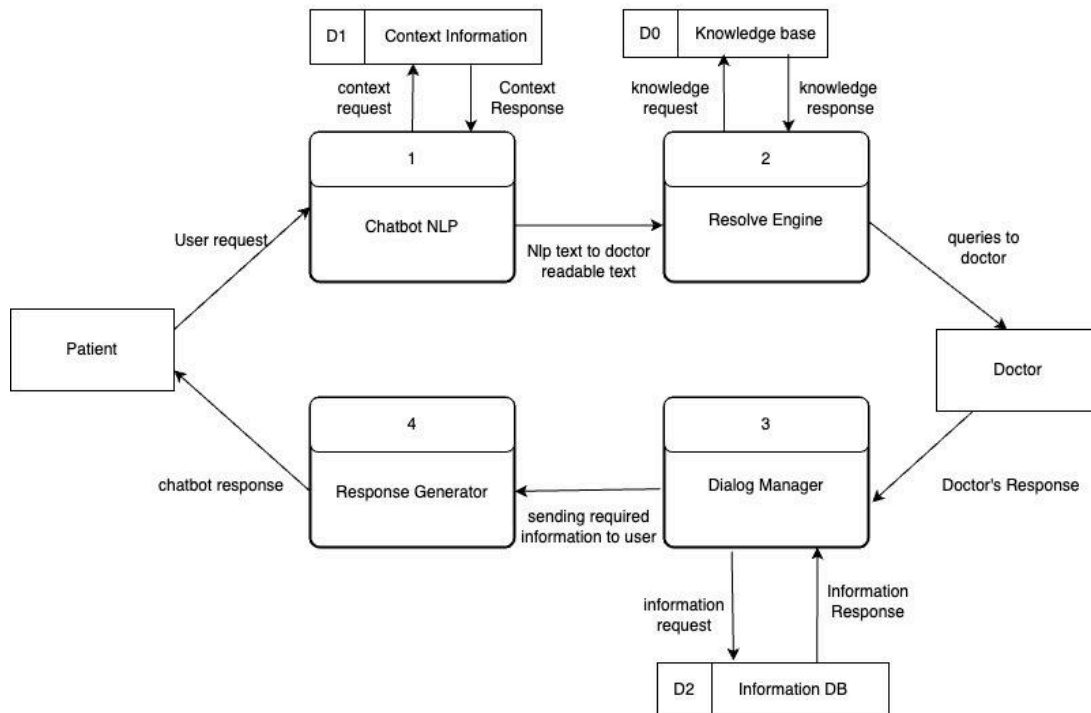 D1 Context Information
D0 Knowledge base
context
request
Context
Response
knowledge
request
knowledge
response
1
2
Chatbot NLP
Resolve Engine
User request
Nlp text to doctor
readable text
queries to
doctor
Patient
Doctor
4
3
chatbot response
Response Generator
Dialog Manager
Doctor's Response
sending required
information to user
information
request
Information
Response
D2 Information DB